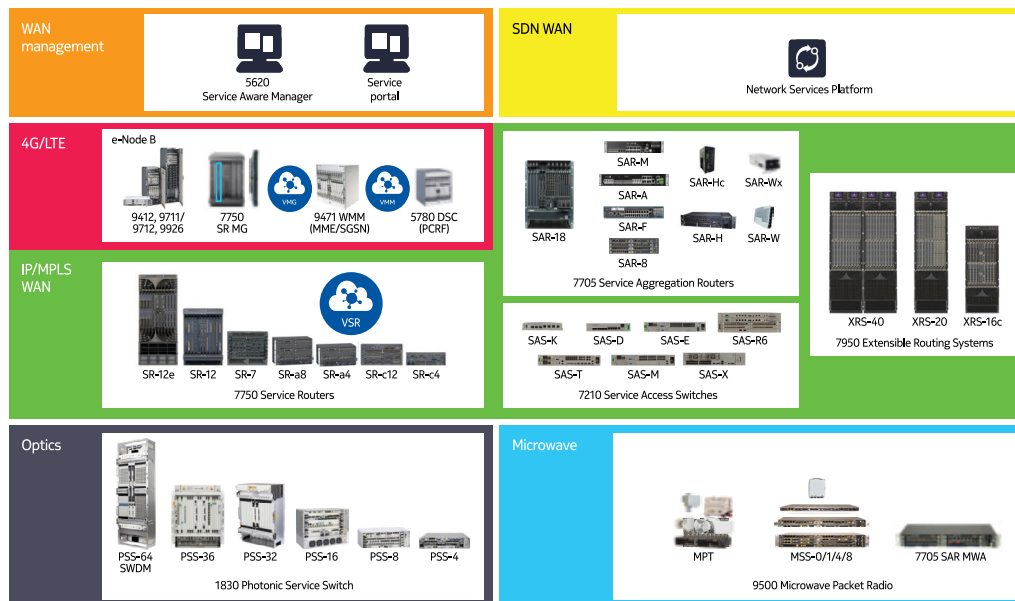 WAN
management
5620
Service Aware Manager
Service
portal
SDN WAN
Network Services Platform
4G/LTE
e-Node B
9412, 9711/
9712, 9926
7750
SR MG
VMG
9471 WMM
(MME/SGSN)
VMM
5780 DSC
(PCRF)
IP/MPLS
WAN
VSR
SR-12e
SR-12
SR-7
SR-a8
SR-a4
SR-c12
SR-c4
7750 Service Routers
SAR-18
SAR-M
SAR-A
SAR-F
SAR-8
SAR-Hc
SAR-Wx
SAR-H
SAR-W
7705 Service Aggregation Routers
SAS-K
SAS-D
SAS-E
SAS-R6
SAS-T
SAS-M
SAS-X
7210 Service Access Switches
XRS-40
XRS-20
XRS-16c
7950 Extensible Routing Systems
Optics
PSS-64
SWDM
PSS-36
PSS-32
PSS-16
PSS-8
PSS-4
1830 Photonic Service Switch
Microwave
MPT
MSS-0/1/4/8
7705 SAR MWA
9500 Microwave Packet Radio